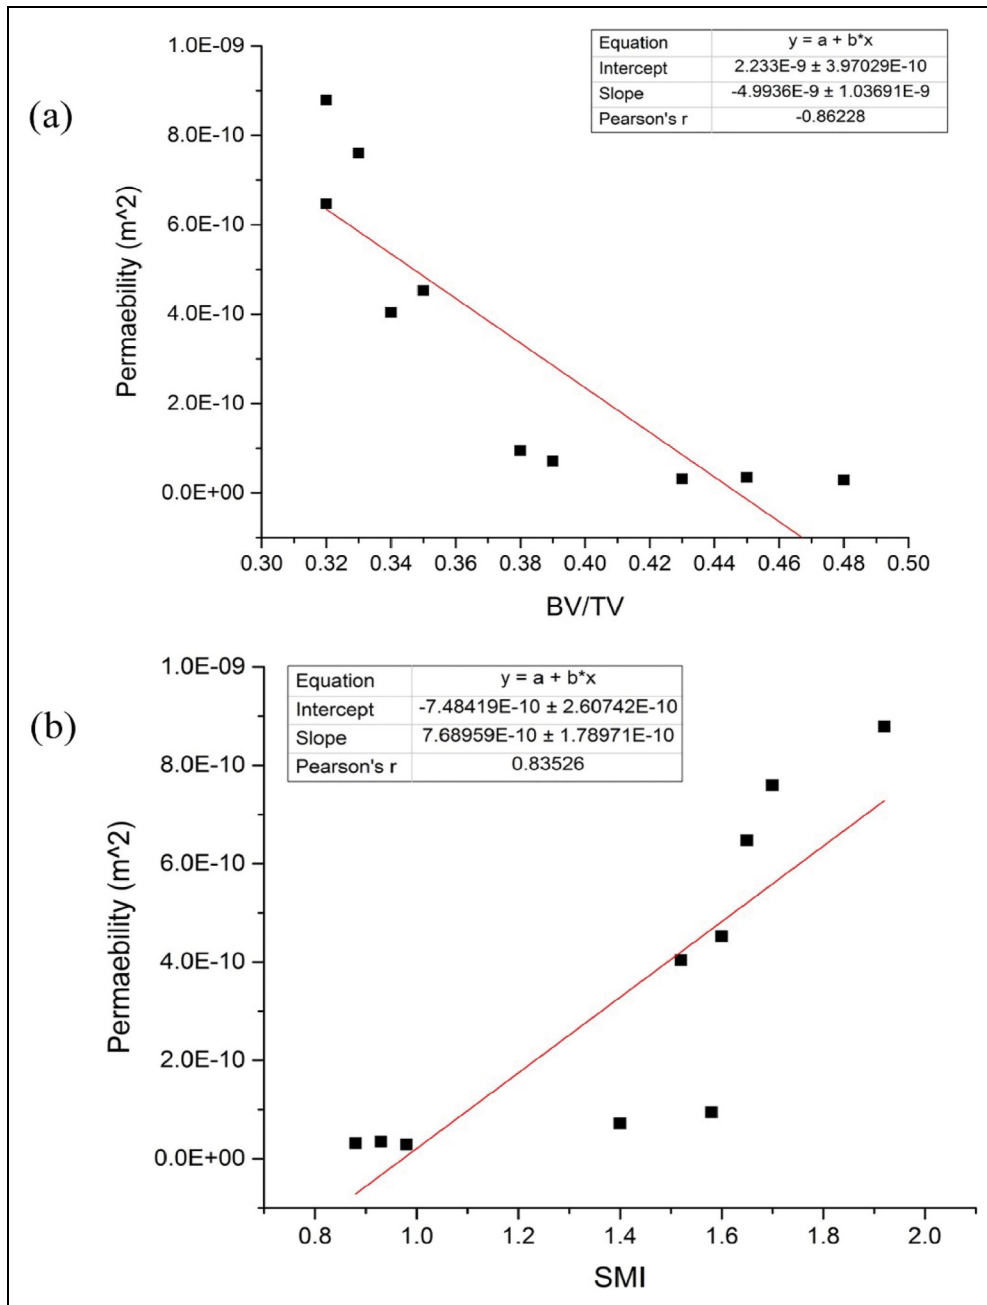 (a)
1.0E-09
8.0E-10
6.0E-10
4.0E-10
2.0E-10
0.0E+00
Permaebility (m^2)
Equation y = a + b*x
Intercept 2.233E-9 ± 3.97029E-10
Slope -4.9936E-9 ± 1.03691E-9
Pearson's r -0.86228
0.30 0.32 0.34 0.36 0.38 0.40 0.42 0.44 0.46 0.48 0.50
BV/TV
(b)
1.0E-09
8.0E-10
6.0E-10
4.0E-10
2.0E-10
0.0E+00
Permaebility (m^2)
Equation y = a + b*x
Intercept -7.48419E-10 ± 2.60742E-10
Slope 7.68959E-10 ± 1.78971E-10
Pearson's r 0.83526
0.8 1.0 1.2 1.4 1.6 1.8 2.0
SMI